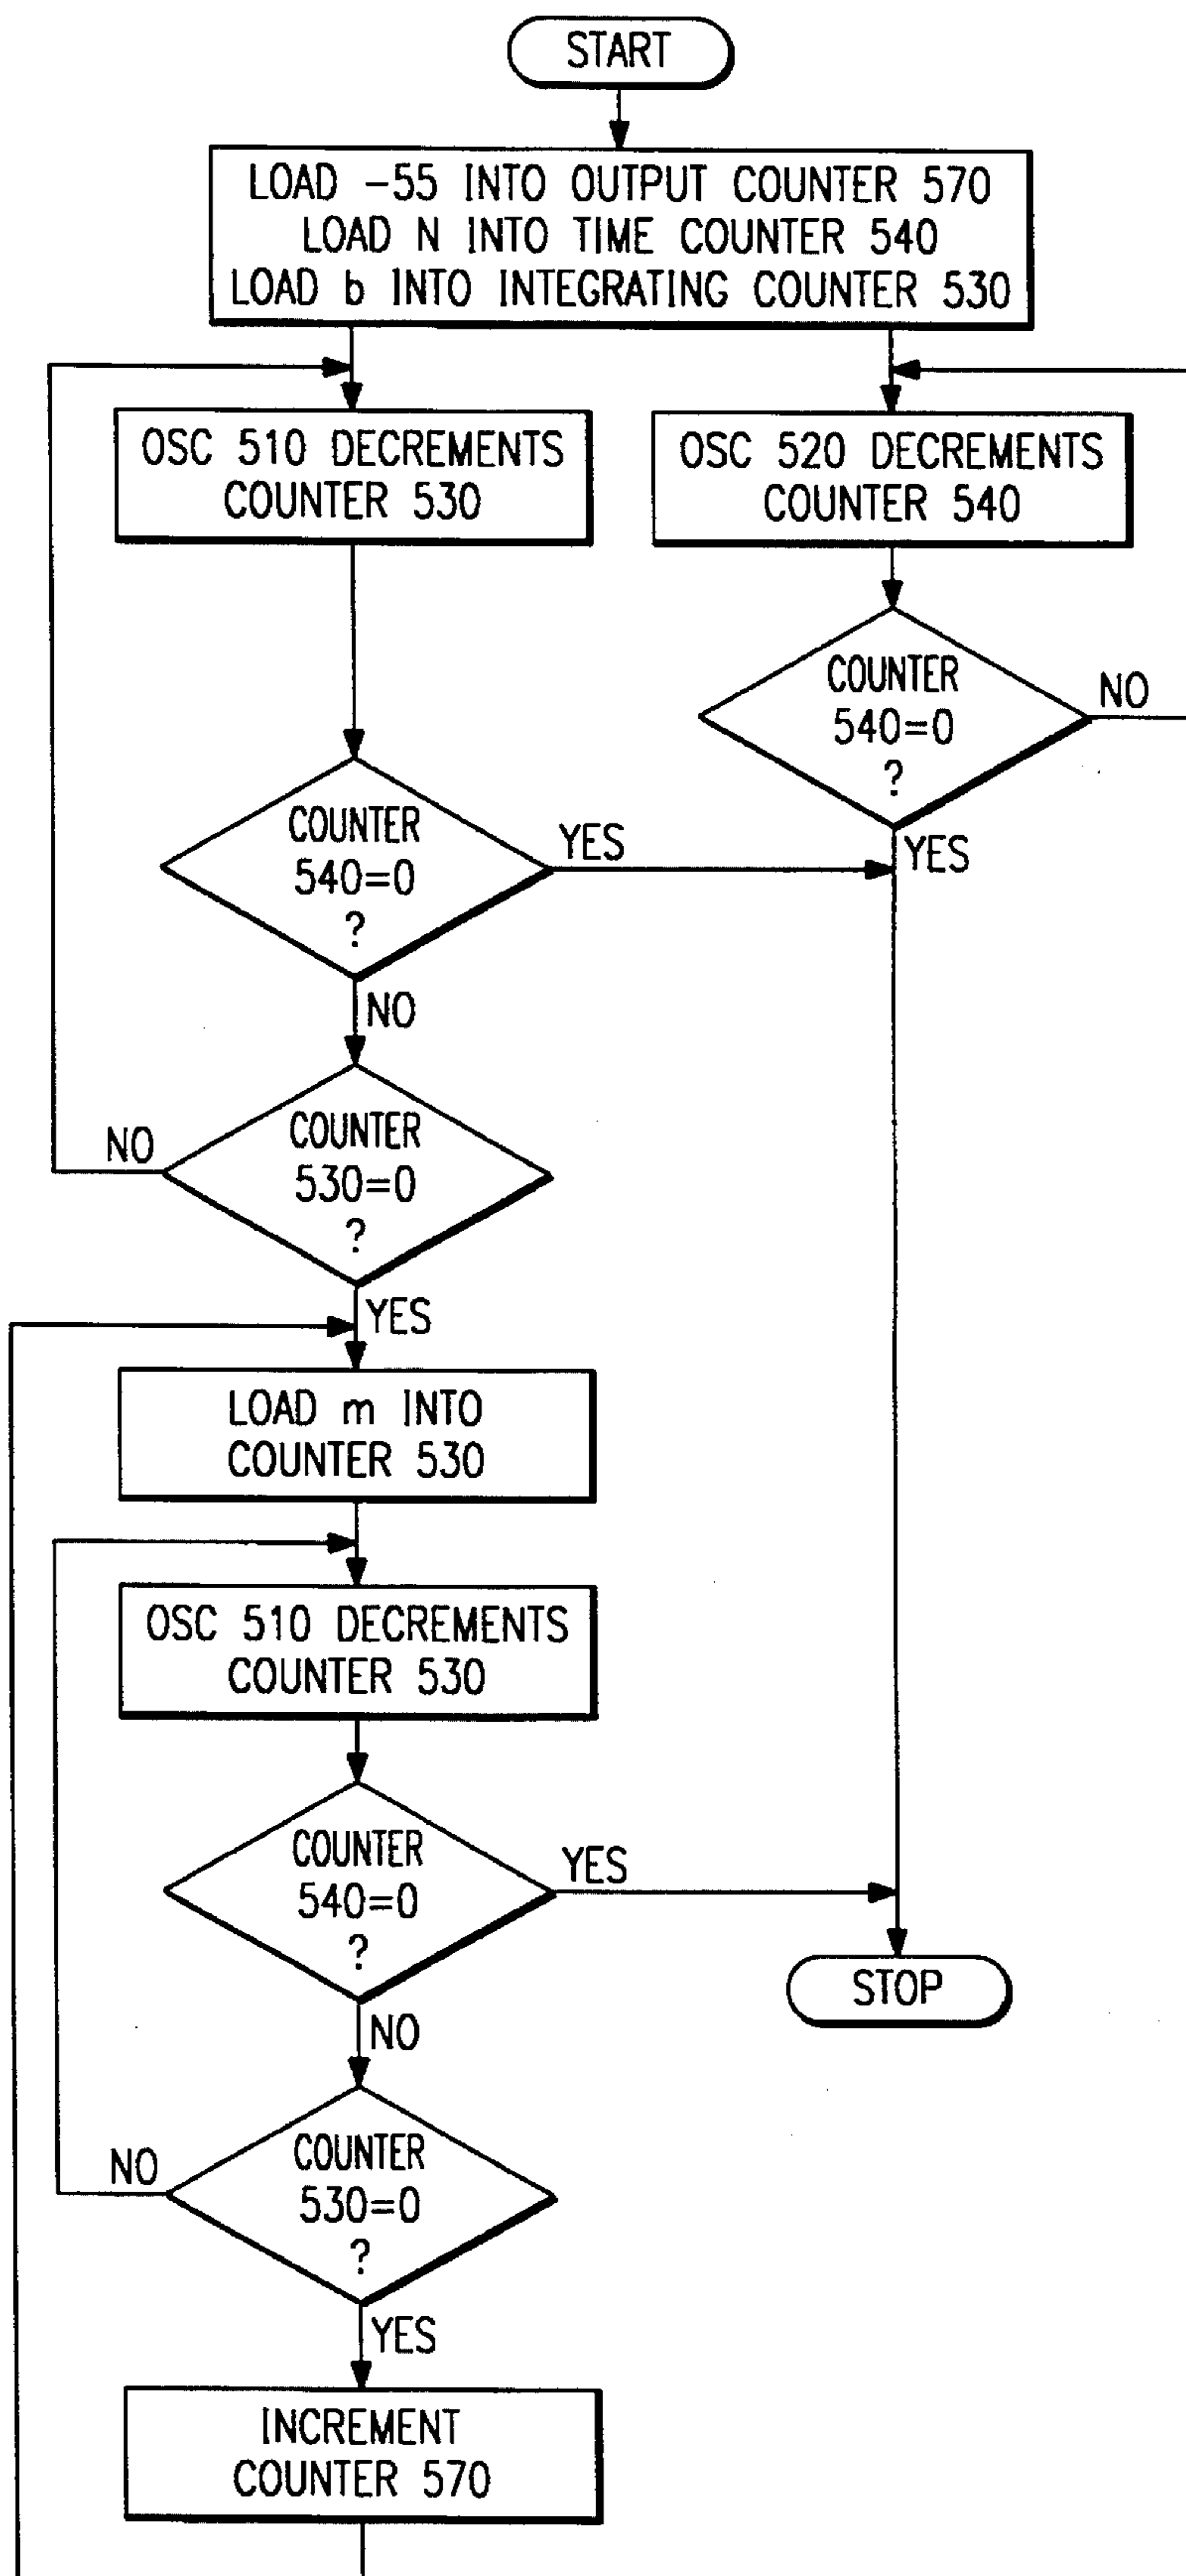 START
LOAD -55 INTO OUTPUT COUNTER 570
LOAD N INTO TIME COUNTER 540
LOAD b INTO INTEGRATING COUNTER 530
OSC 510 DECREMENTS
COUNTER 530
OSC 520 DECREMENTS
COUNTER 540
COUNTER
540=0
?
NO
YES
COUNTER
540=0
?
YES
NO
COUNTER
530=0
?
NO
YES
LOAD m INTO
COUNTER 530
OSC 510 DECREMENTS
COUNTER 530
COUNTER
540=0
?
YES
STOP
NO
COUNTER
530=0
?
NO
YES
INCREMENT
COUNTER 570